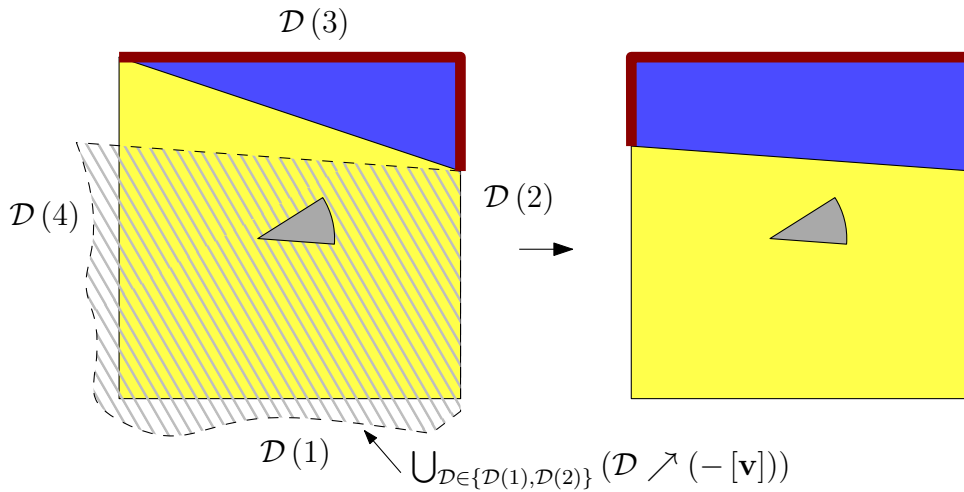 𝒟 (3)
𝒟 (4)
𝒟 (2)
𝒟 (1)
⋃_{𝒟∈{𝒟(1),𝒟(2)}} (𝒟 ↗ (− [𝐯]))